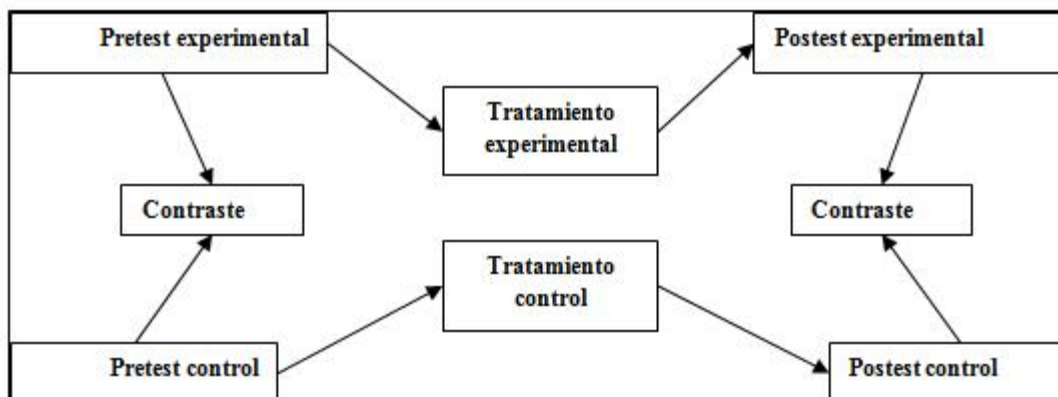 Pretest experimental
Postest experimental
Tratamiento
experimental
Contraste
Contraste
Tratamiento
control
Pretest control
Postest control